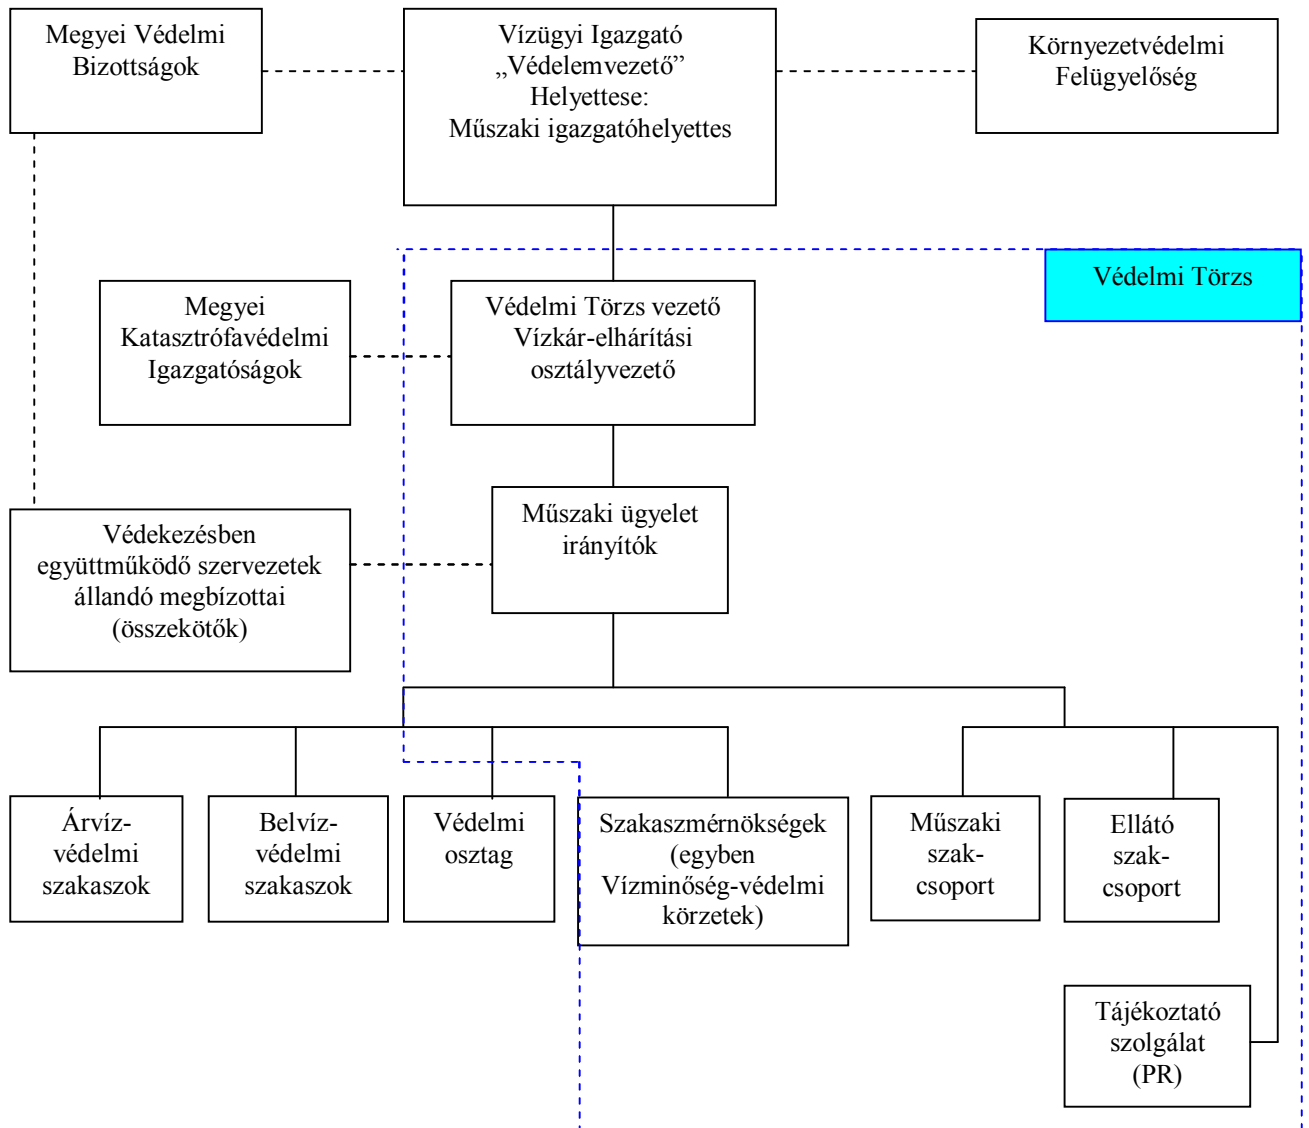 Megyei Védelmi
Bizottságok
Vízügyi Igazgató
„Védelemvezető”
Helyettese:
Műszaki igazgatóhelyettes
Környezetvédelmi
Felügyelőség
Védelmi Törzs
Megyei
Katasztrófavédelmi
Igazgatóságok
Védelmi Törzs vezető
Vízkár-elhárítási
osztályvezető
Műszaki ügyelet
irányítók
Védekezésben
együttműködő szervezetek
állandó megbízottai
(összekötők)
Árvíz-
védelmi
szakaszok
Belvíz-
védelmi
szakaszok
Védelmi
osztag
Szakaszmérnökségek
(egyben
Vízminőség-védelmi
körzetek)
Műszaki
szak-
csoport
Ellátó
szak-
csoport
Tájékoztató
szolgálat
(PR)